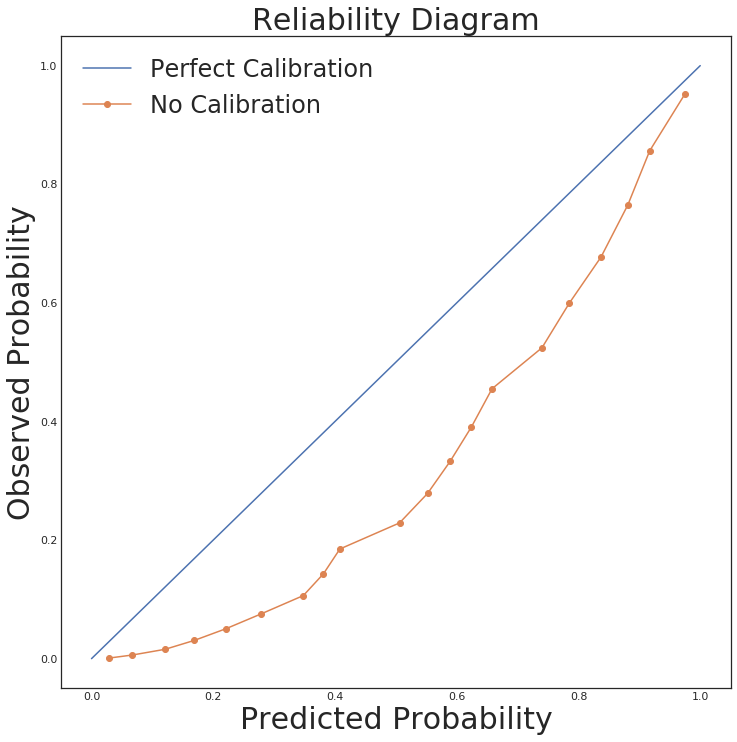 Reliability Diagram
Perfect Calibration
No Calibration
1.0
0.8
0.6
0.4
0.2
0.0
Observed Probability
0.0 0.2 0.4 0.6 0.8 1.0
Predicted Probability